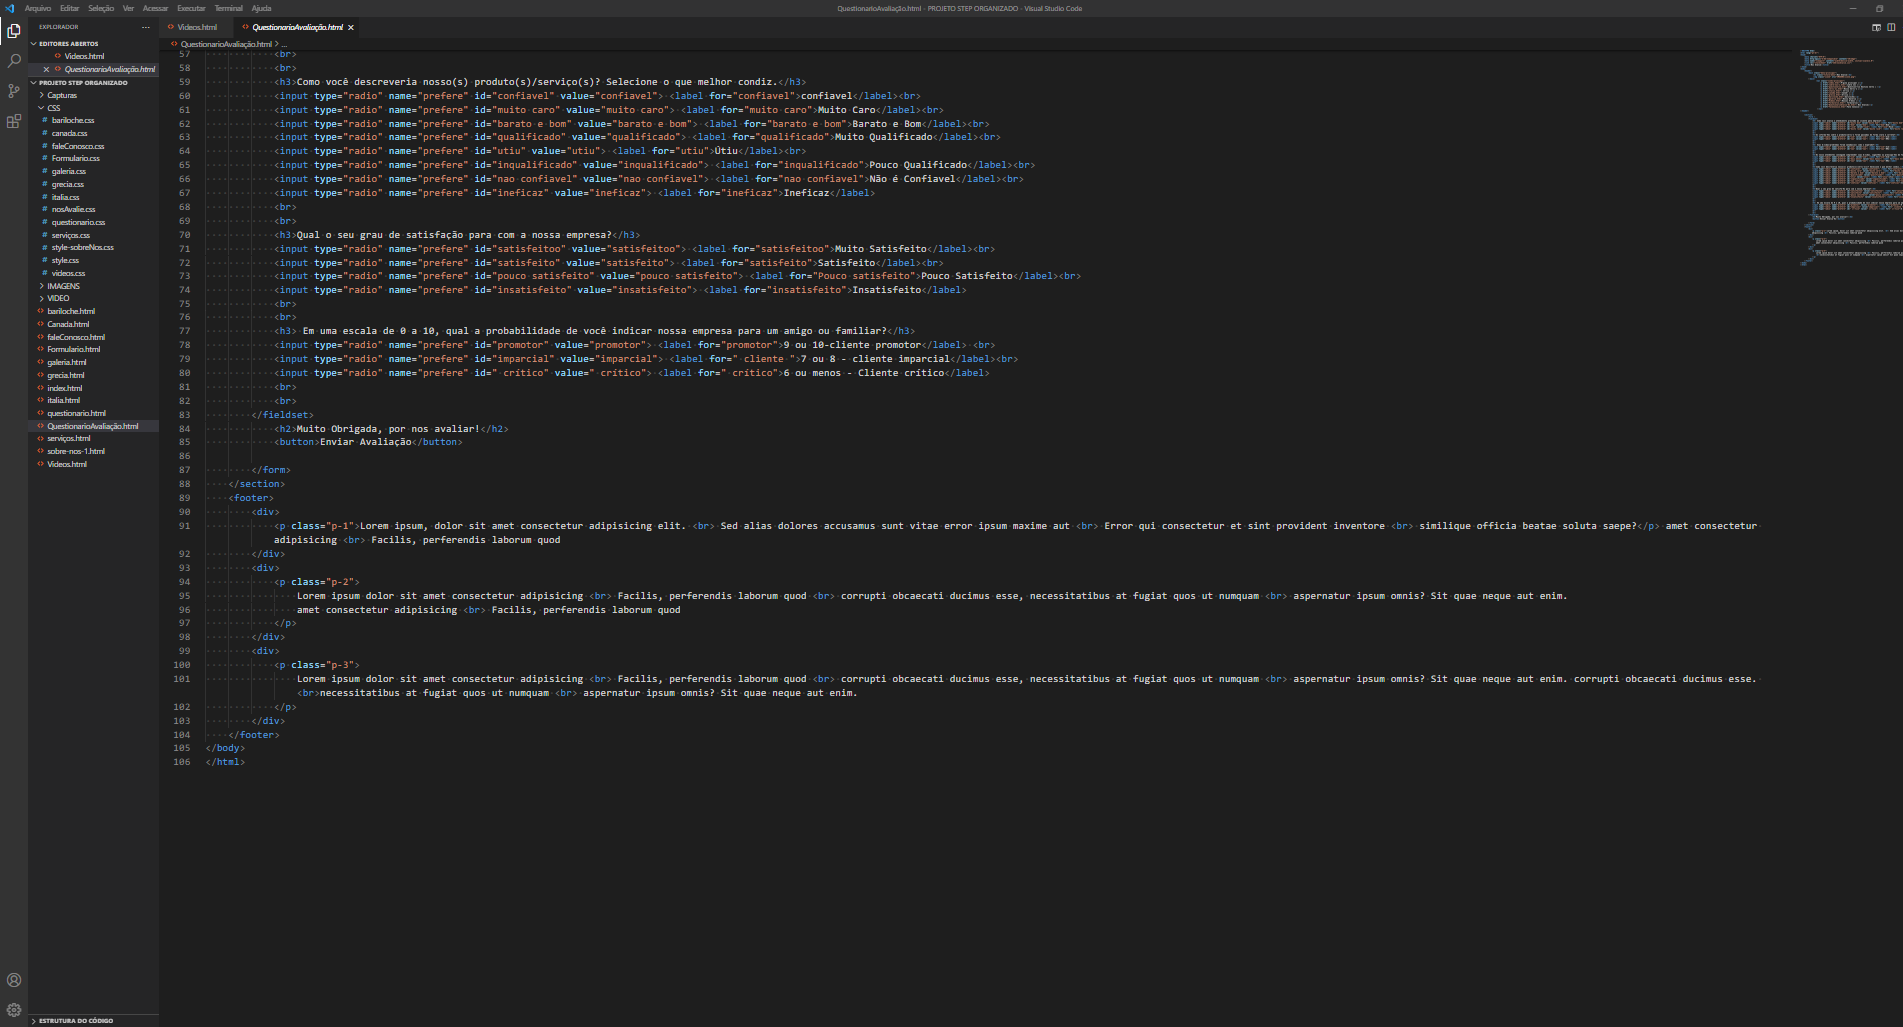 Arquivo Editar Seleção Ver Acessar Executar Terminal Ajuda
QuestionarioAvaliação.html - PROJETO STEP ORGANIZADO - Visual Studio Code
EXPLORADOR ...
EDITORES ABERTOS
Videos.html
QuestionarioAvaliação.html
PROJETO STEP ORGANIZADO
Capturas
CSS
# bariloche.css
# canada.css
# faleConosco.css
# Formulario.css
# galeria.css
# grecia.css
# italia.css
# nosAvalie.css
# questionario.css
# serviços.css
# style-sobreNos.css
# style.css
# videos.css
IMAGENS
VIDEO
bariloche.html
Canada.html
faleConosco.html
Formulario.html
galeria.html
grecia.html
index.html
italia.html
questionario.html
QuestionarioAvaliação.html
serviços.html
sobre-nos-1.html
Videos.html
ESTRUTURA DO CÓDIGO
Videos.html QuestionarioAvaliação.html
QuestionarioAvaliação.html > ...
57 <br>
58 <br>
59 <h3>Como você descreveria nosso(s) produto(s)/serviço(s)? Selecione o que melhor condiz.</h3>
60 <input type="radio" name="prefere" id="confiavel" value="confiavel"> <label for="confiavel">confiavel</label><br>
61 <input type="radio" name="prefere" id="muito caro" value="muito caro"> <label for="muito caro">Muito Caro</label><br>
62 <input type="radio" name="prefere" id="barato e bom" value="barato e bom"> <label for="barato e bom">Barato e Bom</label><br>
63 <input type="radio" name="prefere" id="qualificado" value="qualificado"> <label for="qualificado">Muito Qualificado</label><br>
64 <input type="radio" name="prefere" id="utiu" value="utiu"> <label for="utiu">Útiu</label><br>
65 <input type="radio" name="prefere" id="inqualificado" value="inqualificado"> <label for="inqualificado">Pouco Qualificado</label><br>
66 <input type="radio" name="prefere" id="nao confiavel" value="nao confiavel"> <label for="nao confiavel">Não é Confiavel</label><br>
67 <input type="radio" name="prefere" id="ineficaz" value="ineficaz"> <label for="ineficaz">Ineficaz</label>
68 <br>
69 <br>
70 <h3>Qual o seu grau de satisfação para com a nossa empresa?</h3>
71 <input type="radio" name="prefere" id="satisfeitoo" value="satisfeitoo"> <label for="satisfeitoo">Muito Satisfeito</label><br>
72 <input type="radio" name="prefere" id="satisfeito" value="satisfeito"> <label for="satisfeito">Satisfeito</label><br>
73 <input type="radio" name="prefere" id="pouco satisfeito" value="pouco satisfeito"> <label for="Pouco satisfeito">Pouco Satisfeito</label><br>
74 <input type="radio" name="prefere" id="insatisfeito" value="insatisfeito"> <label for="insatisfeito">Insatisfeito</label>
75 <br>
76 <br>
77 <h3> Em uma escala de 0 a 10, qual a probabilidade de você indicar nossa empresa para um amigo ou familiar?</h3>
78 <input type="radio" name="prefere" id="promotor" value="promotor"> <label for="promotor">9 ou 10-cliente promotor</label> <br>
79 <input type="radio" name="prefere" id="imparcial" value="imparcial"> <label for=" cliente ">7 ou 8 - cliente imparcial</label><br>
80 <input type="radio" name="prefere" id=" crítico" value=" crítico"> <label for=" crítico">6 ou menos - Cliente crítico</label>
81 <br>
82 <br>
83 </fieldset>
84 <h2>Muito Obrigada, por nos avaliar!</h2>
85 <button>Enviar Avaliação</button>
86
87 </form>
88 </section>
89 <footer>
90 <div>
91 <p class="p-1">Lorem ipsum, dolor sit amet consectetur adipisicing elit. <br> Sed alias dolores accusamus sunt vitae error ipsum maxime aut <br> Error qui consectetur et sint provident inventore <br> similique officia beatae soluta saepe?</p> amet consectetur
adipisicing <br> Facilis, perferendis laborum quod
92 </div>
93 <div>
94 <p class="p-2">
95 Lorem ipsum dolor sit amet consectetur adipisicing <br> Facilis, perferendis laborum quod <br> corrupti obcaecati ducimus esse, necessitatibus at fugiat quos ut numquam <br> aspernatur ipsum omnis? Sit quae neque aut enim.
96 amet consectetur adipisicing <br> Facilis, perferendis laborum quod
97 </p>
98 </div>
99 <div>
100 <p class="p-3">
101 Lorem ipsum dolor sit amet consectetur adipisicing <br> Facilis, perferendis laborum quod <br> corrupti obcaecati ducimus esse, necessitatibus at fugiat quos ut numquam <br> aspernatur ipsum omnis? Sit quae neque aut enim. corrupti obcaecati ducimus esse.
<br>necessitatibus at fugiat quos ut numquam <br> aspernatur ipsum omnis? Sit quae neque aut enim.
102 </p>
103 </div>
104 </footer>
105 </body>
106 </html>